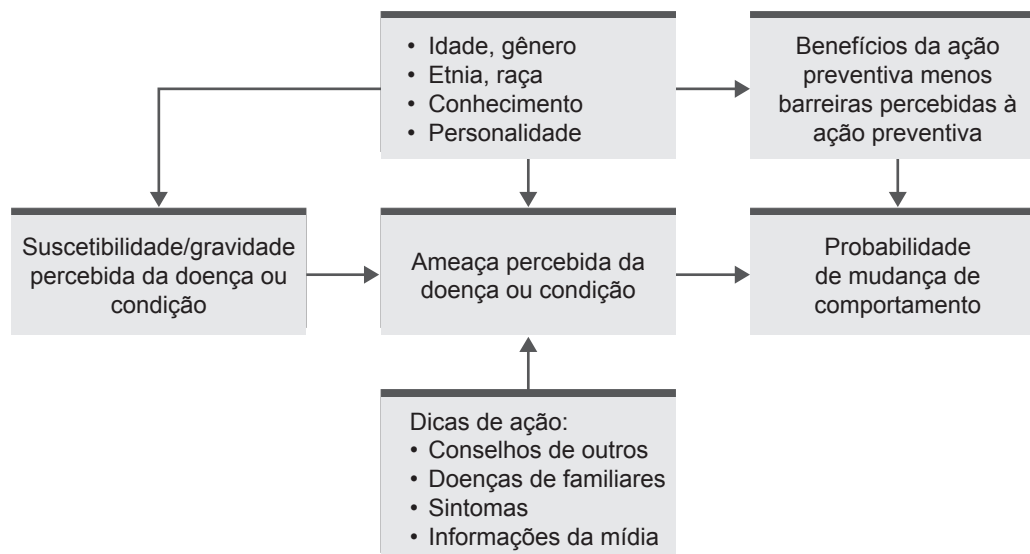 • Idade, gênero
• Etnia, raça
• Conhecimento
• Personalidade
Benefícios da ação
preventiva menos
barreiras percebidas à
ação preventiva
Suscetibilidade/gravidade
percebida da doença ou
condição
Ameaça percebida da
doença ou condição
Probabilidade
de mudança de
comportamento
Dicas de ação:
• Conselhos de outros
• Doenças de familiares
• Sintomas
• Informações da mídia